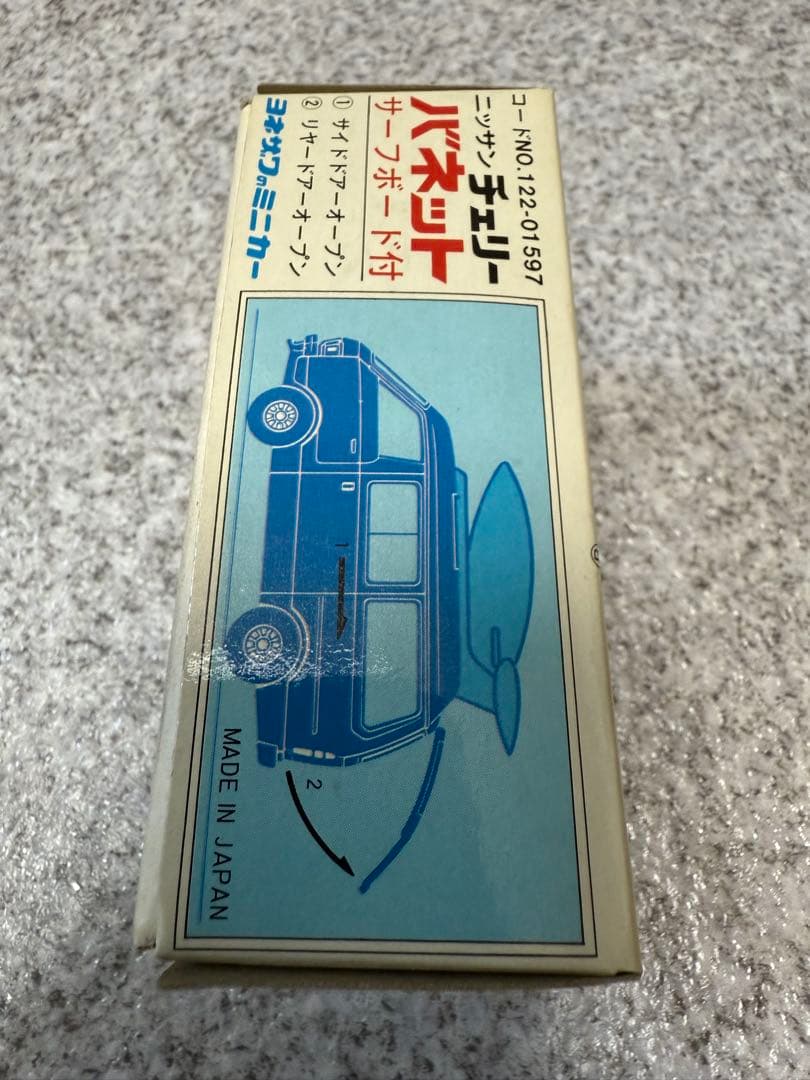 コードNO.122-01597
ニッサン チェリー
バネット
サーフボード付
① サイドドアーオープン
② リヤードアーオープン
ヨネザワのミニカー
1
2
MADE IN JAPAN